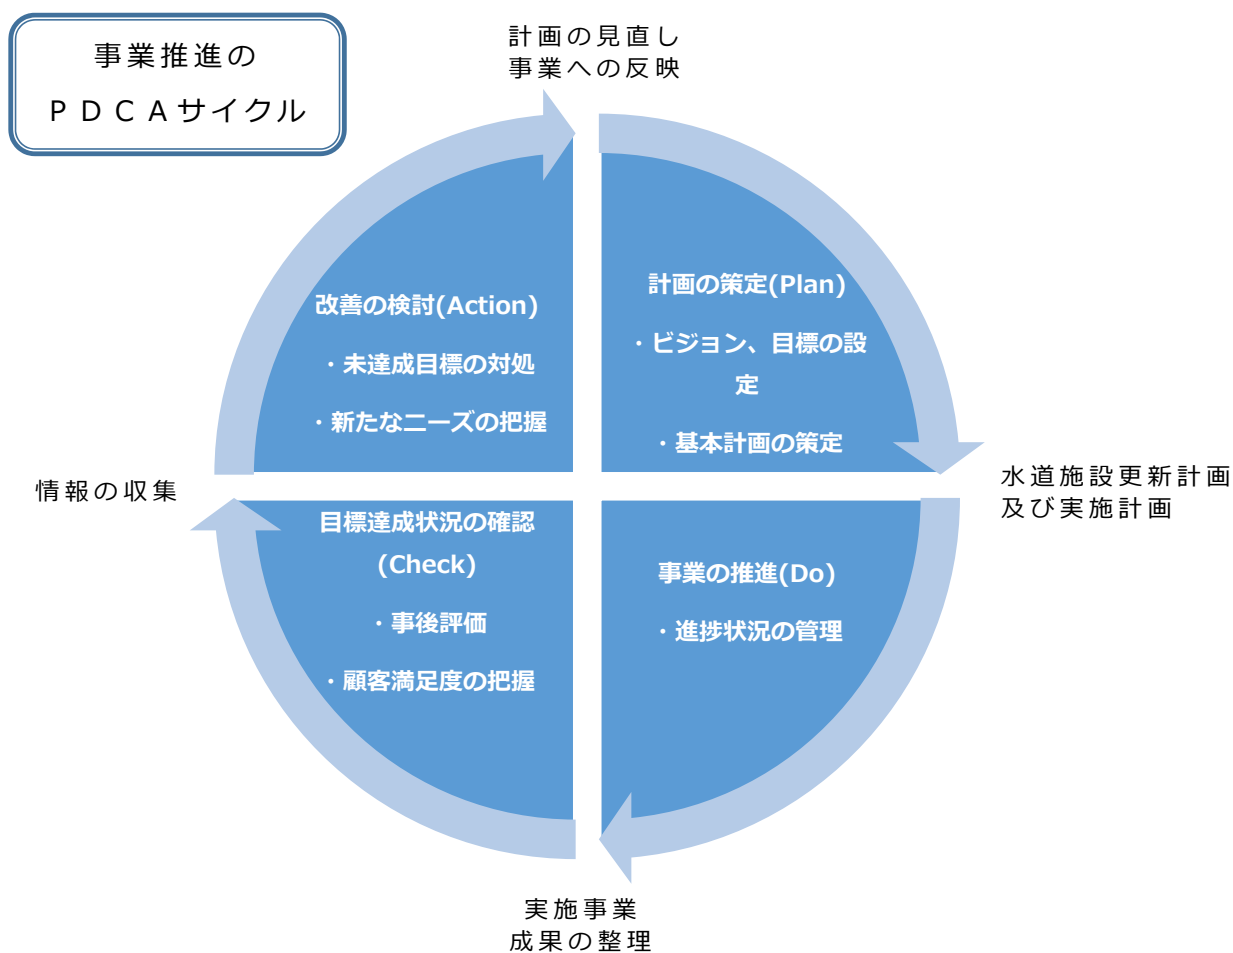 事業推進の
ＰＤＣＡサイクル
計画の見直し
事業への反映
改善の検討(Action)
・未達成目標の対処
・新たなニーズの把握
計画の策定(Plan)
・ビジョン、目標の設
定
・基本計画の策定
情報の収集
水道施設更新計画
及び実施計画
目標達成状況の確認
(Check)
・事後評価
・顧客満足度の把握
事業の推進(Do)
・進捗状況の管理
実施事業
成果の整理